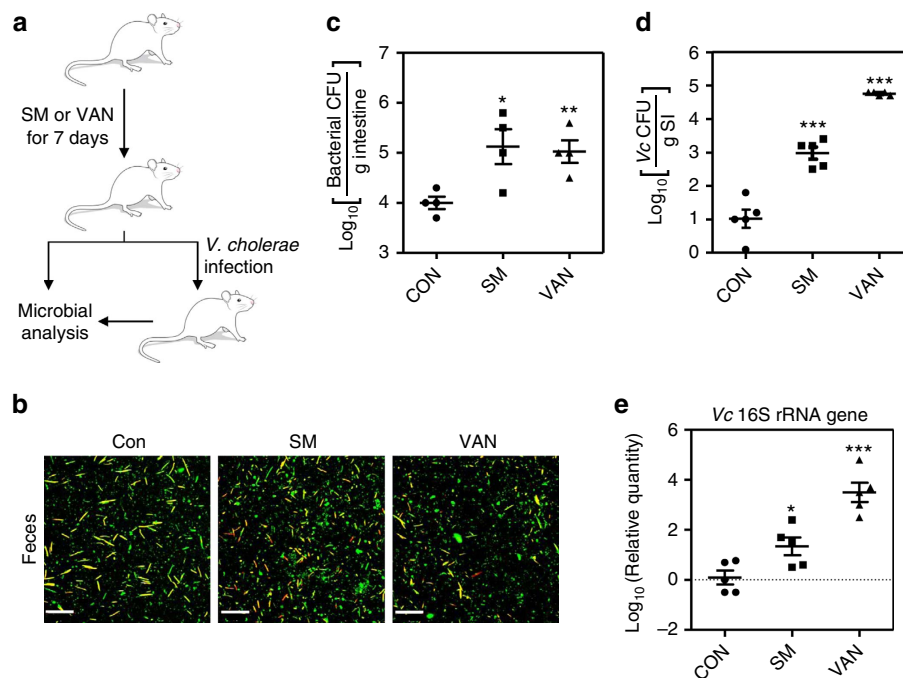 a
SM or VAN
for 7 days
V. cholerae
infection
Microbial
analysis
b
Con SM VAN
Feces
c
Log10[Bacterial CFU
g intestine]
7
6
5
4
3
*
**
CON SM VAN
d
Log10[Vc CFU
g SI]
6
5
4
3
2
1
0
***
***
CON SM VAN
e
Vc 16S rRNA gene
Log10 (Relative quantity)
6
4
2
0
−2
*
***
CON SM VAN